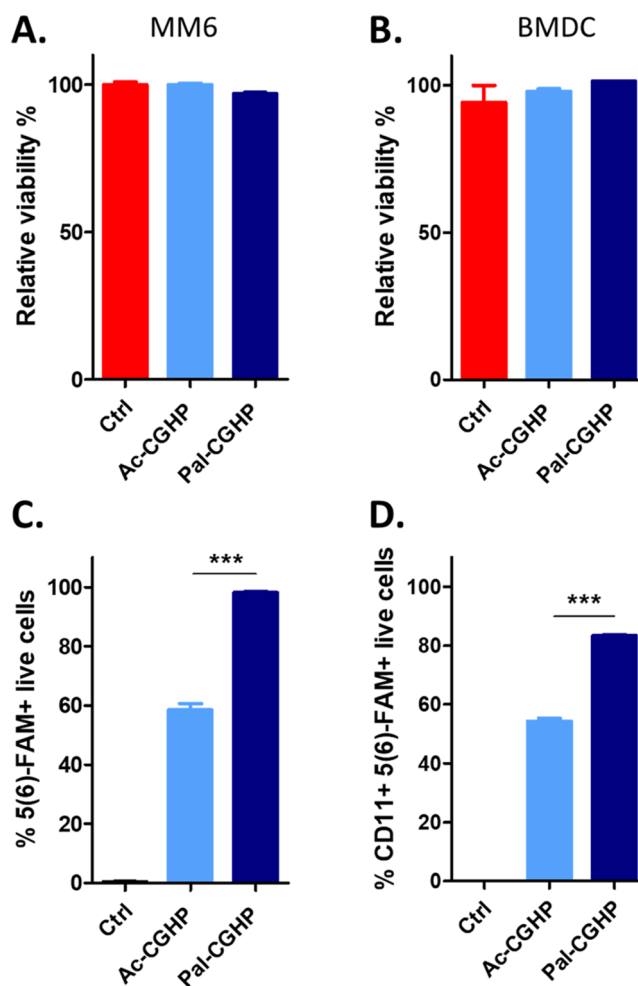 A.
MM6
Relative viability %
100
50
0
Ctrl
Ac-CGHP
Pal-CGHP
B.
BMDC
Relative viability %
100
50
0
Ctrl
Ac-CGHP
Pal-CGHP
C.
% 5(6)-FAM+ live cells
100
80
60
40
20
0
***
Ctrl
Ac-CGHP
Pal-CGHP
D.
% CD11+ 5(6)-FAM+ live cells
100
80
60
40
20
0
***
Ctrl
Ac-CGHP
Pal-CGHP